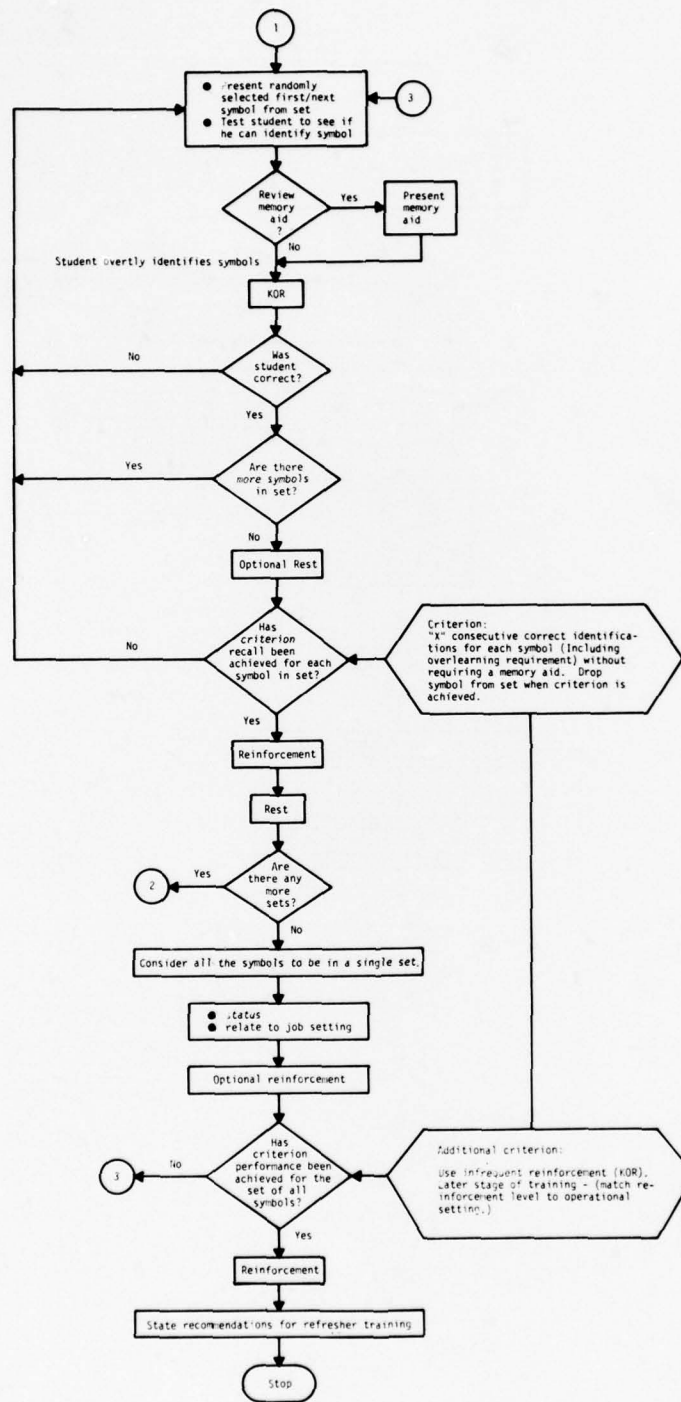 1
● Present randomly
selected first/next
symbol from set
● Test student to see if
he can identify symbol
3
Review
memory
aid
?
Yes
Present
memory
aid
No
Student overtly identifies symbols
KOR
Was
student
correct?
No
Yes
Are there
more symbols
in set?
Yes
No
Optional Rest
Has
criterion
recall been
achieved for each
symbol in set?
No
Yes
Criterion:
"X" consecutive correct identifica-
tions for each symbol (Including
overlearning requirement) without
requiring a memory aid. Drop
symbol from set when criterion is
achieved.
Reinforcement
Rest
Are
there any
more
sets?
Yes
2
No
Consider all the symbols to be in a single set.
● Status
● relate to job setting
Optional reinforcement
Has
criterion
performance been
achieved for the
set of all
symbols?
No
3
Yes
Additional criterion:
Use infrequent reinforcement (KOR).
Later stage of training - (match re-
inforcement level to operational
setting.)
Reinforcement
State recommendations for refresher training
Stop